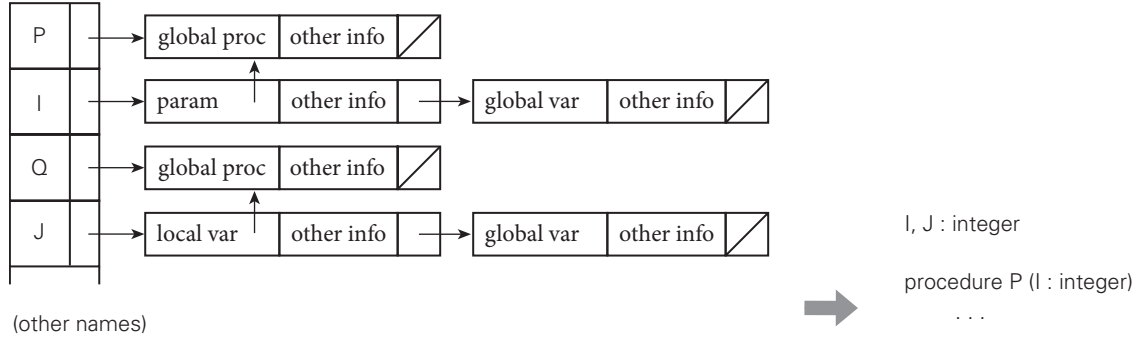 P global proc other info
I param other info global var other info
Q global proc other info
J local var other info global var other info
(other names)
I, J : integer
procedure P (I : integer)
. . .